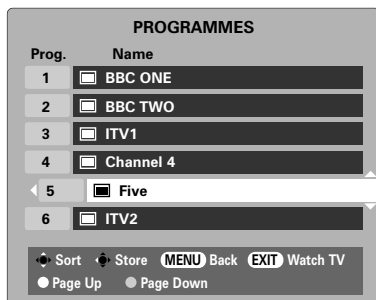 PROGRAMMES
Prog. Name
1 BBC ONE
2 BBC TWO
3 ITV1
4 Channel 4
5 Five
6 ITV2
Sort Store MENU Back EXIT Watch TV
Page Up Page Down